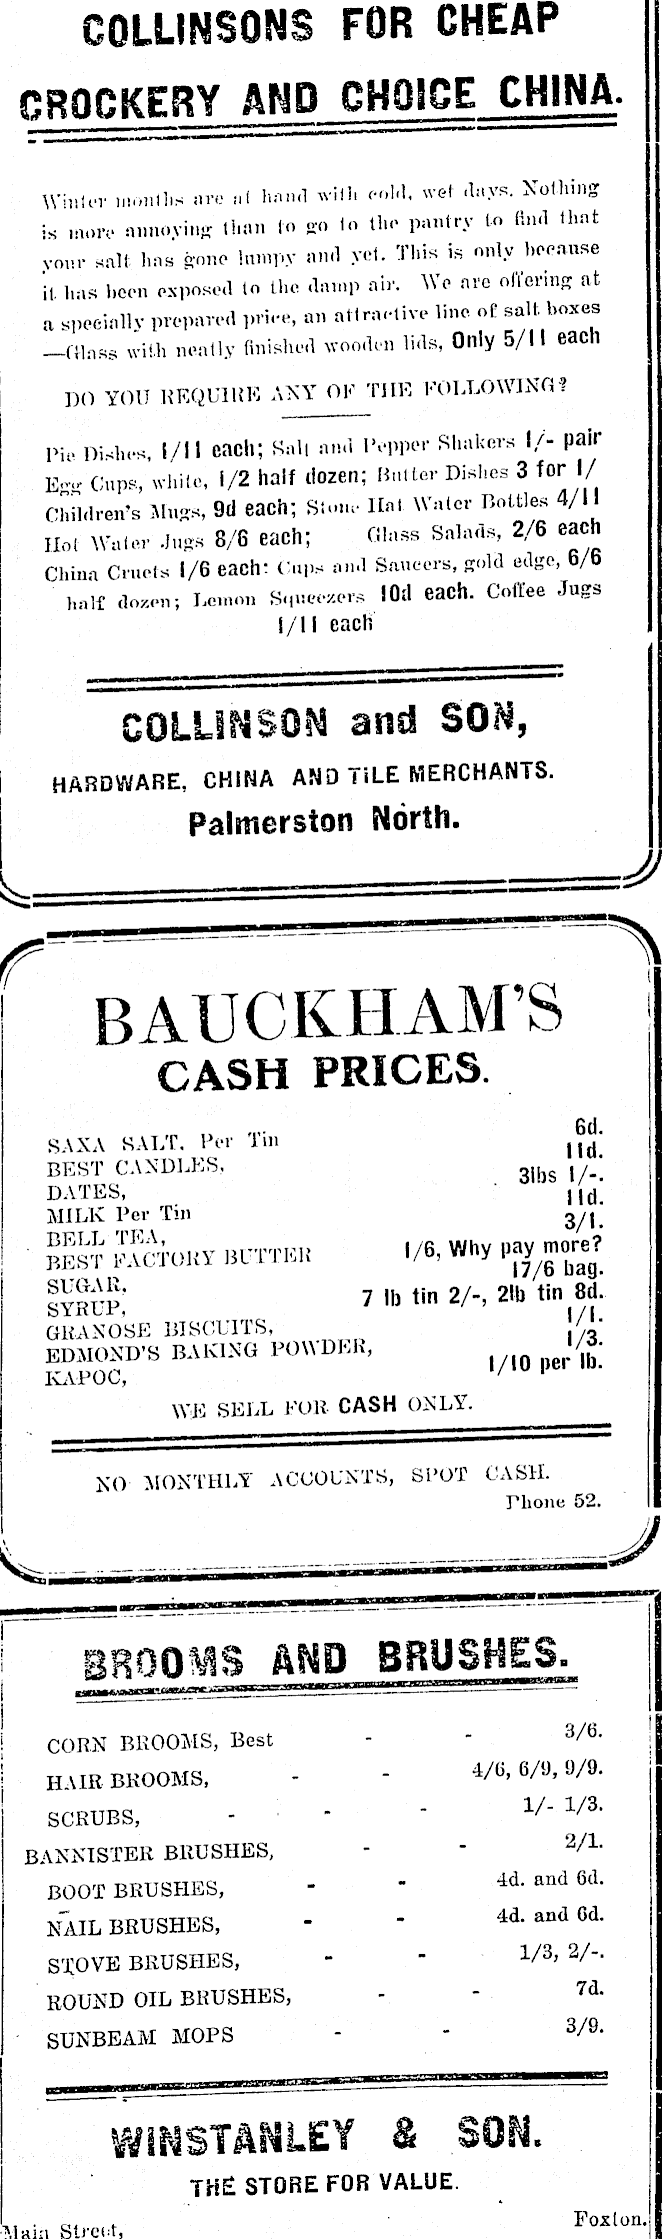 COLLINSONS FOR CHEAP
CROCKERY AND CHOICE CHINA.
Winter months are at hand with cold, wet days. Nothing
is more annoying than to go to the pantry to find that
your salt has gone lumpy and yet. This is only because
it has been exposed to the damp air. We are offering at
a specially prepared price, an attractive line of salt boxes
—Glass with neatly finished wooden lids, Only 5/11 each
DO YOU REQUIRE ANY OF THE FOLLOWING?
Pie Dishes, 1/11 each; Salt and Pepper Shakers 1/- pair
Egg Cups, white, 1/2 half dozen; Butter Dishes 3 for 1/
Children's Mugs, 9d each; Stone Hat Water Bottles 4/11
Hot Water Jugs 8/6 each; Glass Salads, 2/6 each
China Cruets 1/6 each: Cups and Saucers, gold edge, 6/6
half dozen; Lemon Squeezers 10d each. Coffee Jugs
1/11 each
COLLINSON and SON,
HARDWARE, CHINA AND TiLE MERCHANTS.
Palmerston North.
BAUCKHAM'S
CASH PRICES.
SAXA SALT, Per Tin 6d.
BEST CANDLES, 11d.
DATES, 3lbs 1/-.
MILK Per Tin 11d.
BELL TEA, 3/1.
BEST FACTORY BUTTER 1/6, Why pay more?
SUGAR, 17/6 bag.
SYRUP, 7 lb tin 2/-, 2lb tin 8d.
GRANOSE BISCUITS, 1/1.
EDMOND'S BAKING POWDER, 1/3.
KAPOC, 1/10 per lb.
WE SELL FOR CASH ONLY.
NO MONTHLY ACCOUNTS, SPOT CASH.
Phone 52.
BROOMS AND BRUSHES.
CORN BROOMS, Best - - 3/6.
HAIR BROOMS, - - 4/6, 6/9, 9/9.
SCRUBS, - - - 1/- 1/3.
BANNISTER BRUSHES, - - 2/1.
BOOT BRUSHES, - - 4d. and 6d.
NAIL BRUSHES, - - 4d. and 6d.
STOVE BRUSHES, - - 1/3, 2/-.
ROUND OIL BRUSHES, - - 7d.
SUNBEAM MOPS - - 3/9.
WINSTANLEY & SON.
THE STORE FOR VALUE.
Main Street, Foxton.